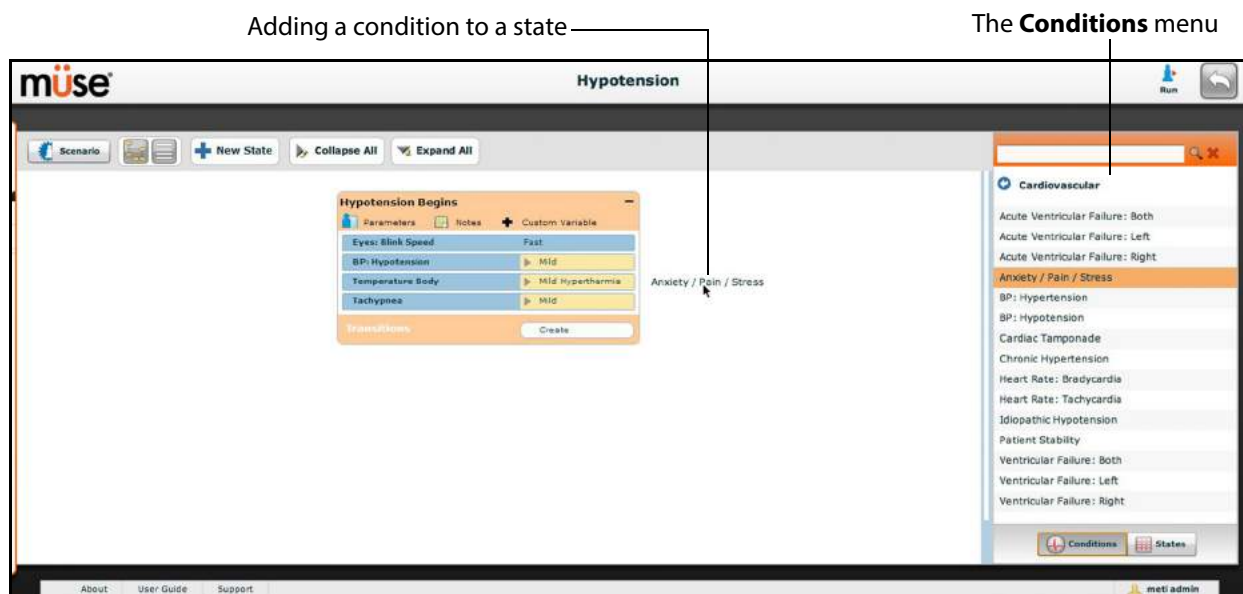 Adding a condition to a state
The Conditions menu
müse
Hypotension
Run
Scenario
New State
Collapse All
Expand All
Cardiovascular
Hypotension Begins
Parameters Notes Custom Variable
Eyes: Blink Speed Fast
BP: Hypotension Mild
Temperature Body Mild Hyperthermia
Tachypnea Mild
Transitions Create
Anxiety / Pain / Stress
Acute Ventricular Failure: Both
Acute Ventricular Failure: Left
Acute Ventricular Failure: Right
Anxiety / Pain / Stress
BP: Hypertension
BP: Hypotension
Cardiac Tamponade
Chronic Hypertension
Heart Rate: Bradycardia
Heart Rate: Tachycardia
Idiopathic Hypotension
Patient Stability
Ventricular Failure: Both
Ventricular Failure: Left
Ventricular Failure: Right
Conditions States
About User Guide Support
meti admin